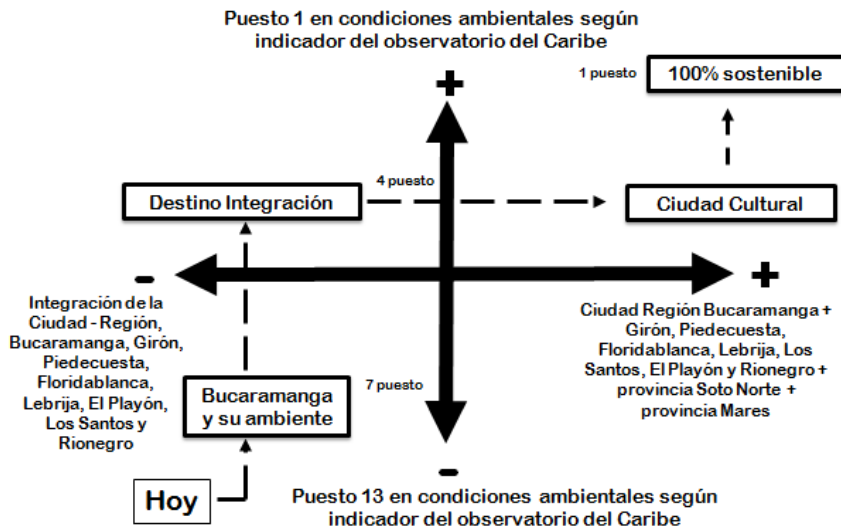 Puesto 1 en condiciones ambientales según
indicador del observatorio del Caribe
+
1 puesto
100% sostenible
4 puesto
Destino Integración
Ciudad Cultural
-
+
Integración de la
Ciudad - Región,
Bucaramanga, Girón,
Piedecuesta,
Floridablanca,
Lebrija, El Playón,
Los Santos y
Rionegro
Ciudad Región Bucaramanga +
Girón, Piedecuesta,
Floridablanca, Lebrija, Los
Santos, El Playón y Rionegro +
provincia Soto Norte +
provincia Mares
7 puesto
Bucaramanga
y su ambiente
Hoy
-
Puesto 13 en condiciones ambientales según
indicador del observatorio del Caribe